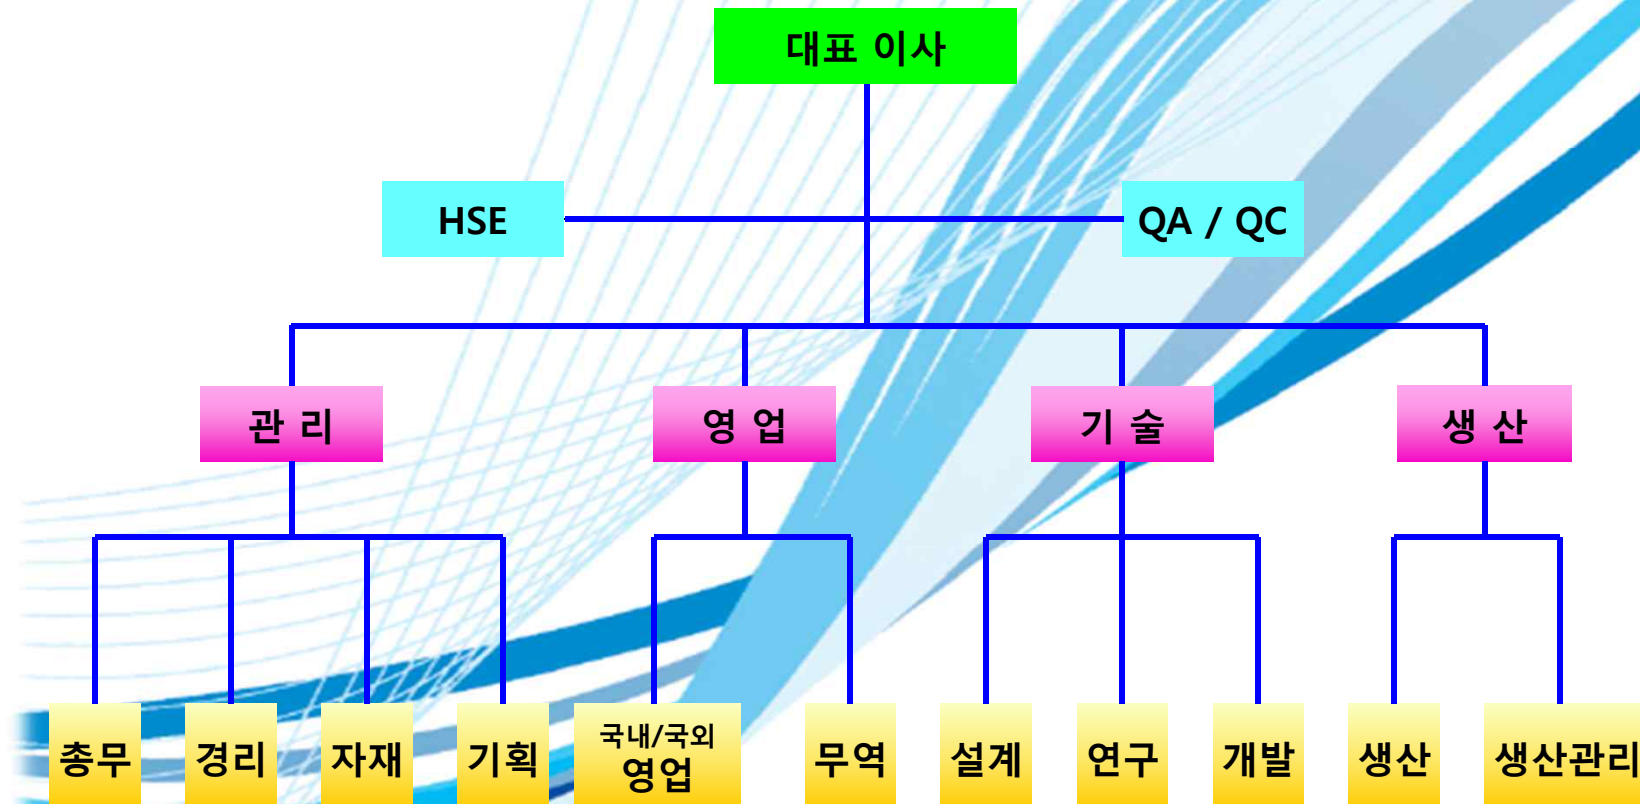 대표 이사
HSE
QA / QC
관 리
영 업
기 술
생 산
총무
경리
자재
기획
국내/국외
영업
무역
설계
연구
개발
생산
생산관리